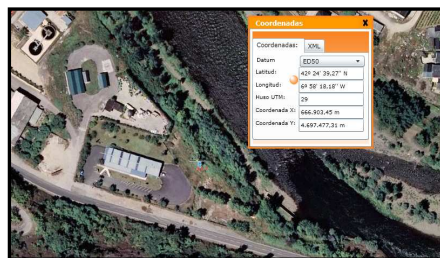 Coordenadas X
Coordenadas: XML
Datum ED50
Latitud: 42º 24' 39,27'' N
Longitud: 6º 58' 18,18'' W
Huso UTM: 29
Coordenada X: 666.903,45 m
Coordenada Y: 4.697.477,31 m